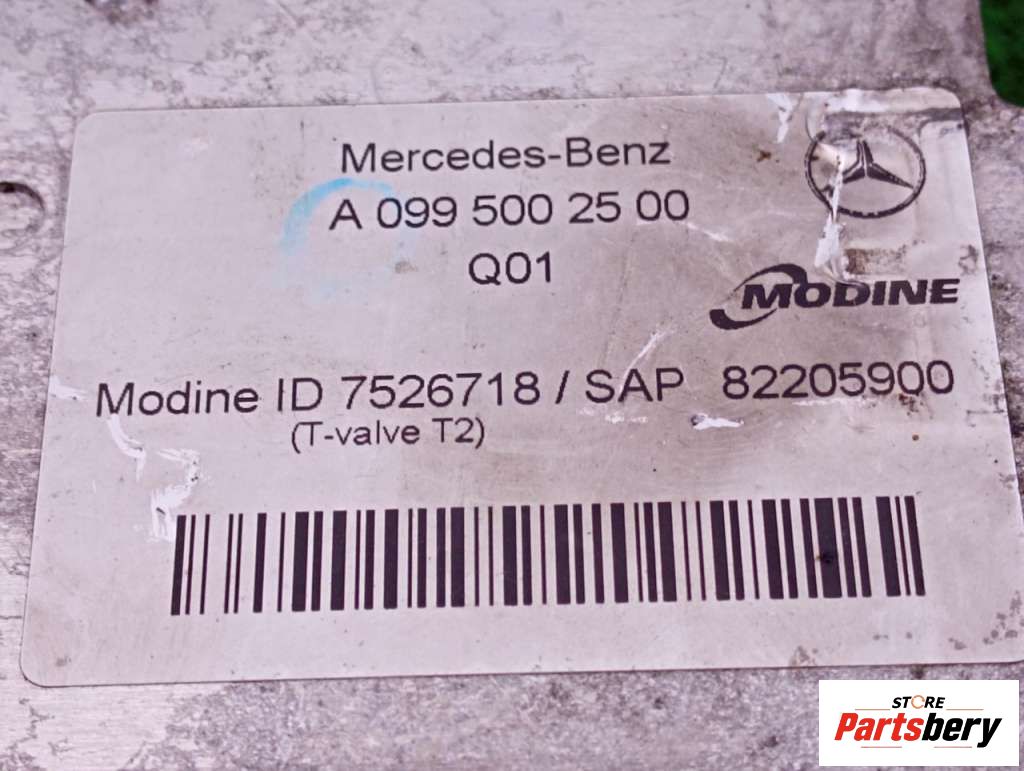 Mercedes-Benz
A 099 500 25 00
Q01
MODINE
Modine ID 7526718 / SAP 82205900
(T-valve T2)
STORE
Partsbery